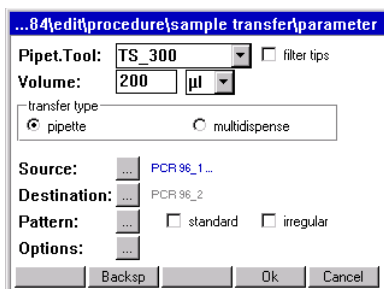 ...84\edit\procedure\sample transfer\parameter
Pipet.Tool: TS_300 filter tips
Volume: 200 µl
transfer type
pipette multidispense
Source: ... PCR 96_1...
Destination: ... PCR 96_2
Pattern: ... standard irregular
Options: ...
Backsp Ok Cancel